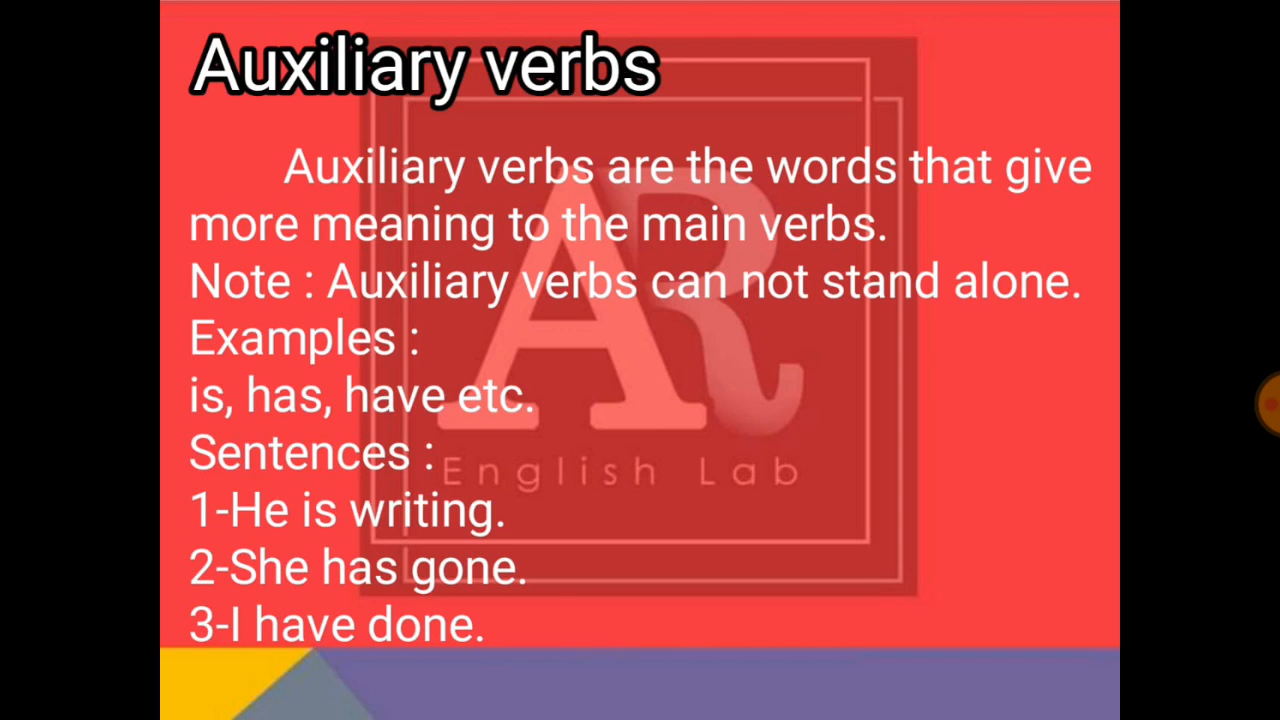 Auxiliary verbs
Auxiliary verbs are the words that give
more meaning to the main verbs.
Note : Auxiliary verbs can not stand alone.
Examples :
is, has, have etc.
Sentences :
1-He is writing.
2-She has gone.
3-I have done.
AR
English Lab